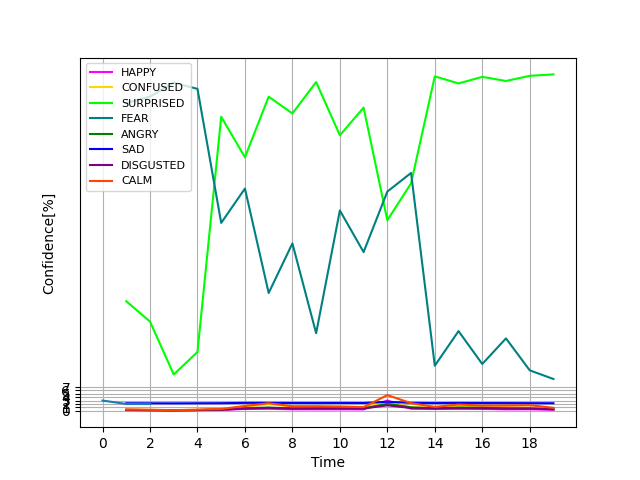 HAPPY
CONFUSED
SURPRISED
FEAR
ANGRY
SAD
DISGUSTED
CALM
Confidence[%]
0 2 4 6 8 10 12 14 16 18
Time